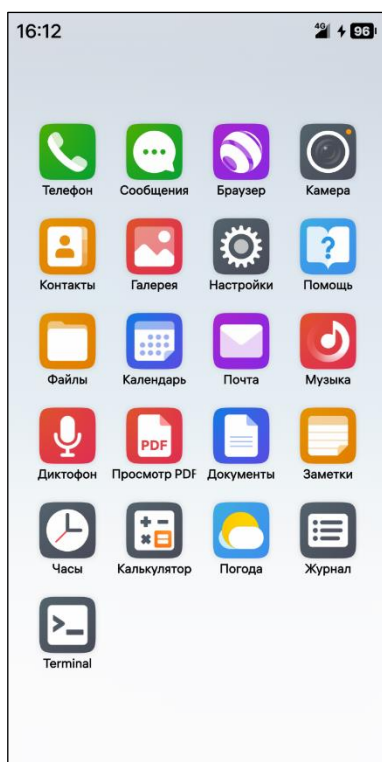 16:12 4G 96
Телефон Сообщения Браузер Камера
Контакты Галерея Настройки Помощь
Файлы Календарь Почта Музыка
PDF
Диктофон Просмотр PDF Документы Заметки
Часы Калькулятор Погода Журнал
Terminal